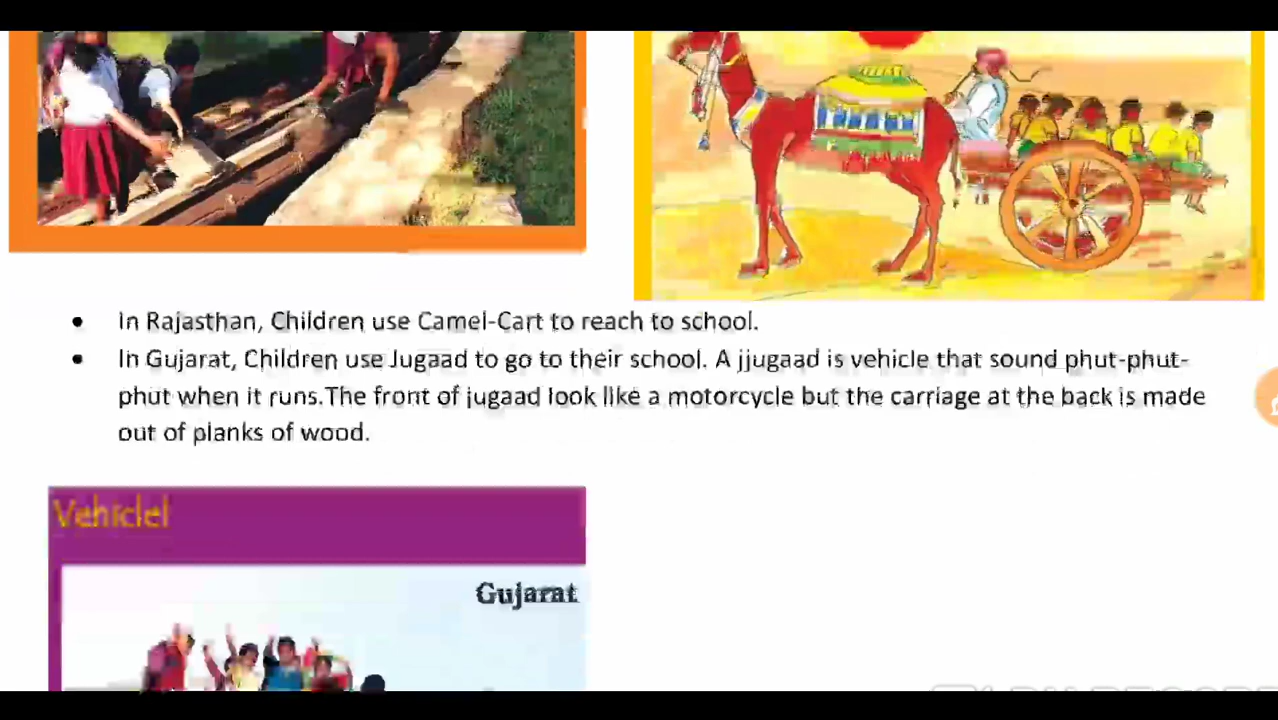 In Rajasthan, Children use Camel-Cart to reach to school.
In Gujarat, Children use Jugaad to go to their school. A jjugaad is vehicle that sound phut-phut-
phut when it runs.The front of jugaad look like a motorcycle but the carriage at the back is made
out of planks of wood.
Vehicle!
Gujarat